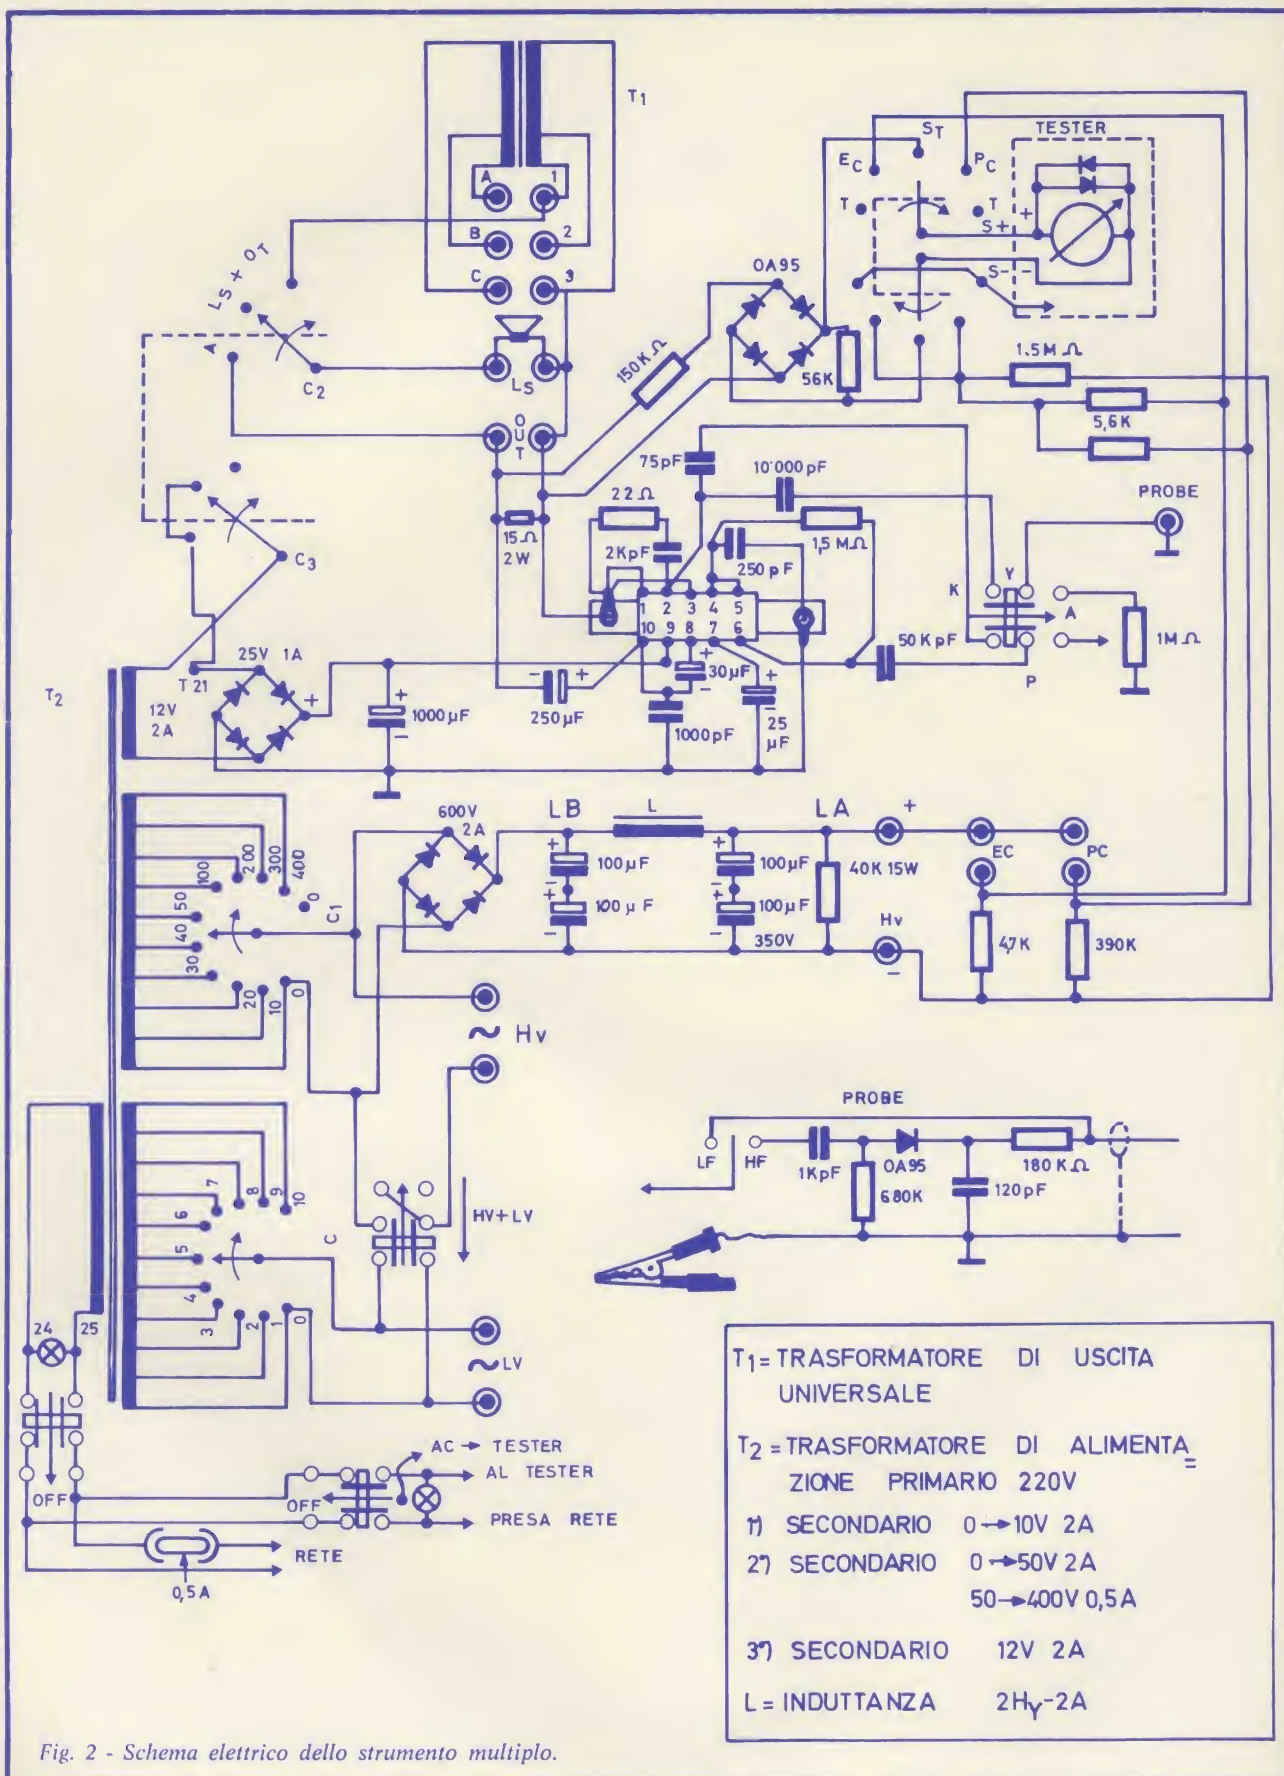 T1
A
1
B
2
C
3
LS + OT
A
C2
LS
OUT
C3
EC
ST
PC
TESTER
T
T
S+
+
S-
-
OA95
150KΩ
56K
1.5MΩ
5,6K
75pF
10'000pF
PROBE
22Ω
15Ω
2W
2KpF
1,5MΩ
250pF
1 2 3 4 5
10 9 8 7 6
K
Y
A
P
1MΩ
50KpF
T2
12V
2A
T21
25V 1A
+
+
1000µF
-
- +
250µF
+
30µF
-
1000pF
+
-
25
µF
100
200
300
400
0
50
40
30
20
10
0
C1
600V
2A
LB
L
LA
+
+
100µF
-
+
100µF
-
+
100µF
-
+
100µF
-
350V
40K 15W
Hv
-
EC
PC
4,7K
390K
~ Hv
PROBE
LF
HF
1KpF
680K
OA95
180KΩ
120pF
7
8
9
10
6
5
4
3
2
1
0
C
HV+LV
~LV
24
25
OFF
AC → TESTER
AL TESTER
OFF
PRESA RETE
RETE
0,5A
T1 = TRASFORMATORE DI USCITA
UNIVERSALE
T2 = TRASFORMATORE DI ALIMENTA=
ZIONE PRIMARIO 220V
1°) SECONDARIO 0→10V 2A
2°) SECONDARIO 0→50V 2A
50→400V 0,5A
3°) SECONDARIO 12V 2A
L = INDUTTANZA 2Hy-2A
Fig. 2 - Schema elettrico dello strumento multiplo.